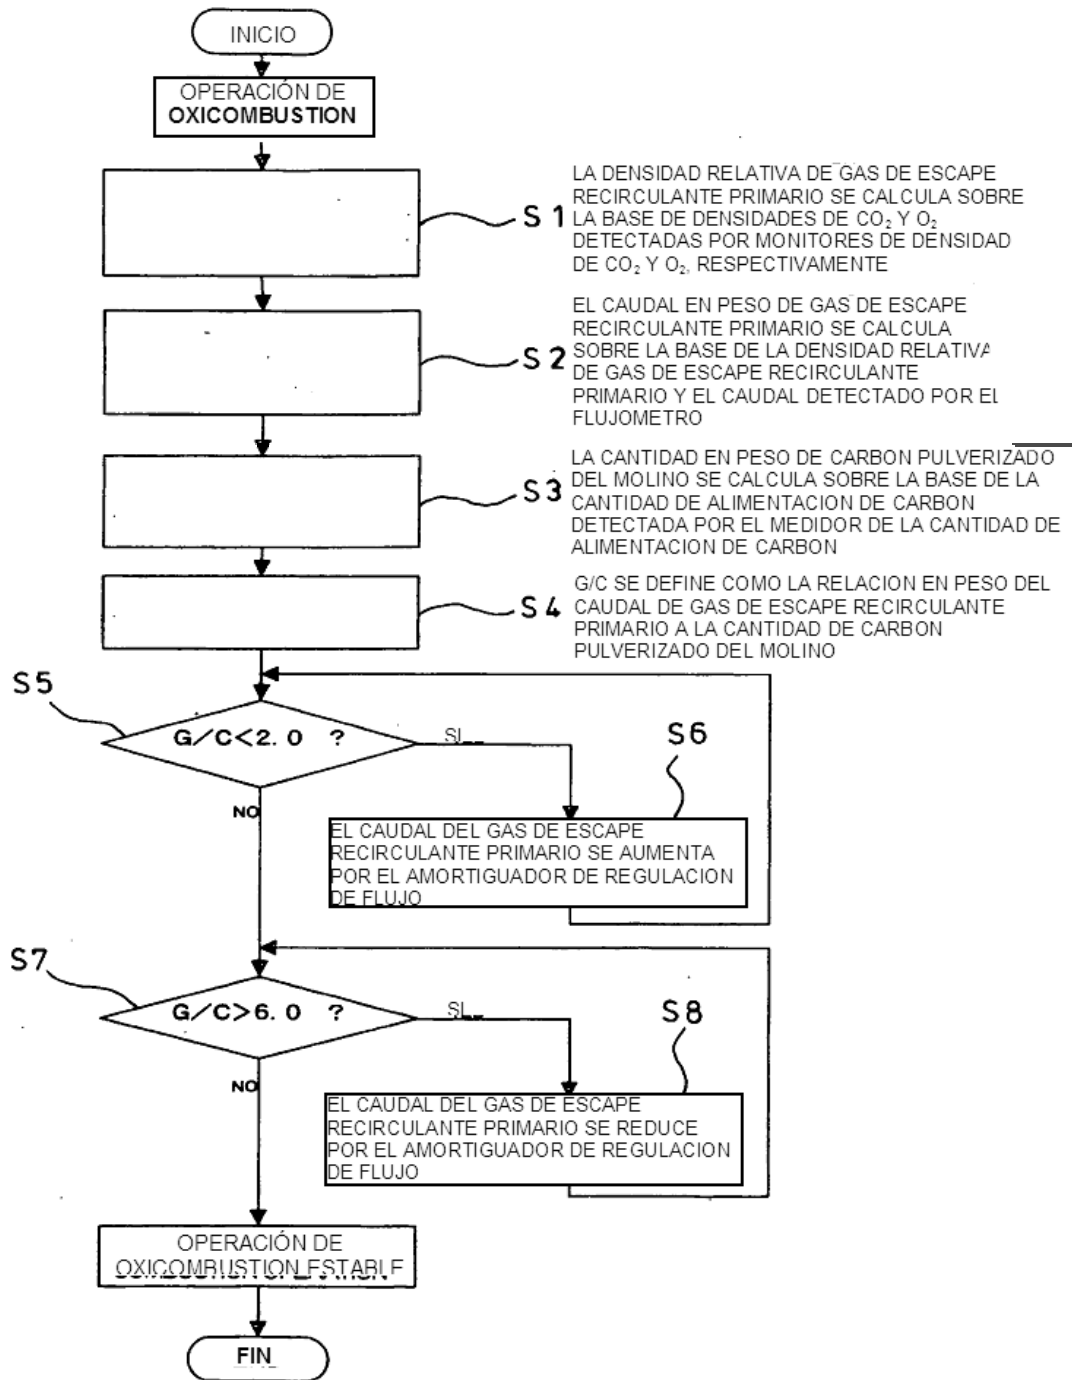 INICIO
OPERACIÓN DE
OXICOMBUSTION
S1
LA DENSIDAD RELATIVA DE GAS DE ESCAPE
RECIRCULANTE PRIMARIO SE CALCULA SOBRE
LA BASE DE DENSIDADES DE CO₂ Y O₂
DETECTADAS POR MONITORES DE DENSIDAD
DE CO₂ Y O₂, RESPECTIVAMENTE
S2
EL CAUDAL EN PESO DE GAS DE ESCAPE
RECIRCULANTE PRIMARIO SE CALCULA
SOBRE LA BASE DE LA DENSIDAD RELATIVA
DE GAS DE ESCAPE RECIRCULANTE
PRIMARIO Y EL CAUDAL DETECTADO POR EL
FLUJOMETRO
S3
LA CANTIDAD EN PESO DE CARBON PULVERIZADO
DEL MOLINO SE CALCULA SOBRE LA BASE DE LA
CANTIDAD DE ALIMENTACION DE CARBON
DETECTADA POR EL MEDIDOR DE LA CANTIDAD DE
ALIMENTACION DE CARBON
S4
G/C SE DEFINE COMO LA RELACION EN PESO DEL
CAUDAL DE GAS DE ESCAPE RECIRCULANTE
PRIMARIO A LA CANTIDAD DE CARBON
PULVERIZADO DEL MOLINO
S5
G/C<2.0 ?
SI
NO
S6
EL CAUDAL DEL GAS DE ESCAPE
RECIRCULANTE PRIMARIO SE AUMENTA
POR EL AMORTIGUADOR DE REGULACION
DE FLUJO
S7
G/C>6.0 ?
SI
NO
S8
EL CAUDAL DEL GAS DE ESCAPE
RECIRCULANTE PRIMARIO SE REDUCE
POR EL AMORTIGUADOR DE REGULACION
DE FLUJO
OPERACIÓN DE
OXICOMBUSTION ESTABLE
FIN